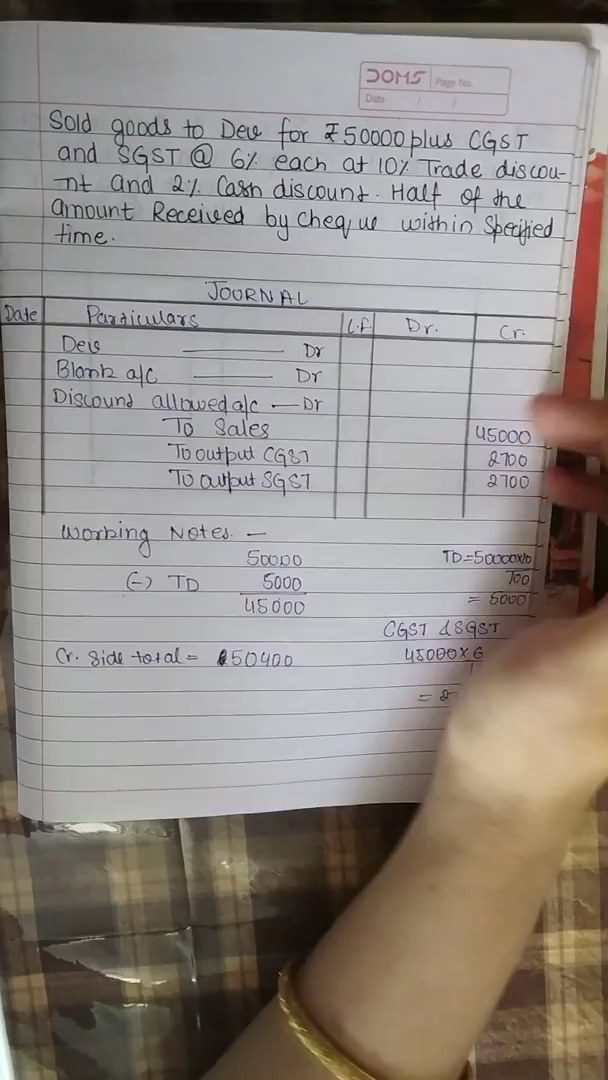 DOMS Page No.
Date / /
Sold goods to Dev for ₹50000 plus CGST
and SGST @ 6% each at 10% Trade discou-
nt and 2% Cash discount. Half of the
amount Received by cheque within Specified
time.
JOURNAL
Date Particulars L.f Dr. Cr.
Dev —— Dr
Blank a/c —— Dr
Discount allowed a/c — Dr
To Sales 45000
To output CGST 2700
To output SGST 2700
Working Notes. —
50000 TD=50000x10
(-) TD 5000 100
45000 = 5000
CGST & SGST
Cr. Side total = 50400 45000x6
=